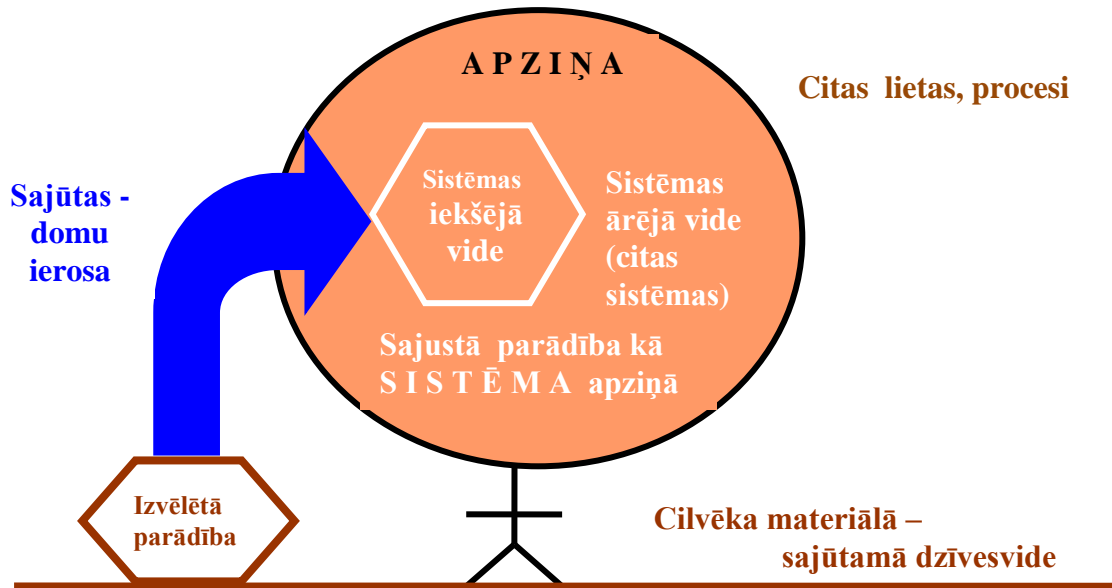 A P Z I Ņ A
Citas lietas, procesi
Sajūtas -
domu
ierosa
Sistēmas
iekšējā
vide
Sistēmas
ārējā vide
(citas
sistēmas)
Sajustā parādība kā
S I S T Ē M A apziņā
Izvēlētā
parādība
Cilvēka materiālā –
sajūtamā dzīvesvide